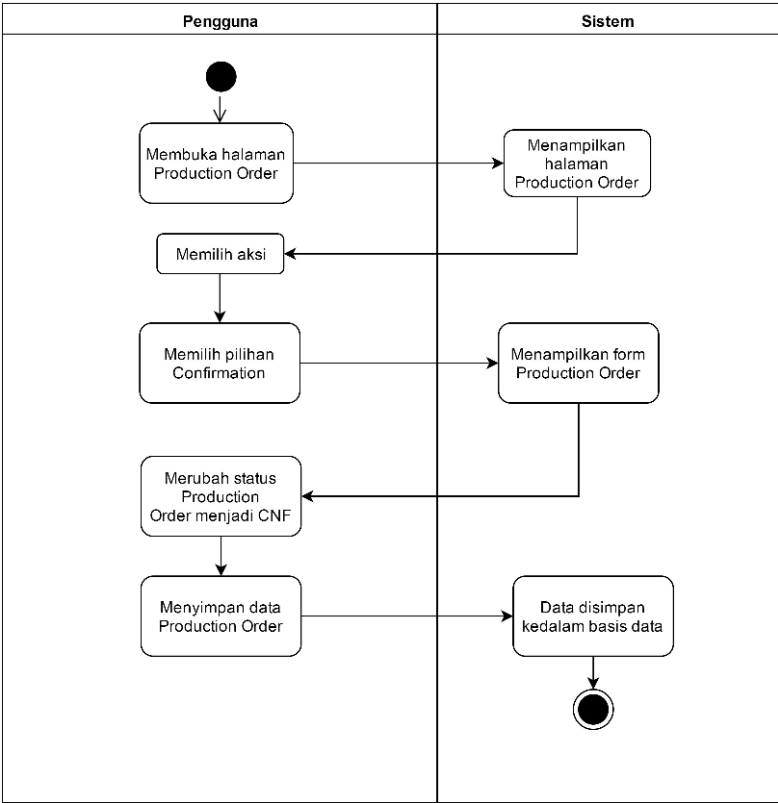 Pengguna
Sistem
Membuka halaman
Production Order
Menampilkan
halaman
Production Order
Memilih aksi
Memilih pilihan
Confirmation
Menampilkan form
Production Order
Merubah status
Production
Order menjadi CNF
Menyimpan data
Production Order
Data disimpan
kedalam basis data